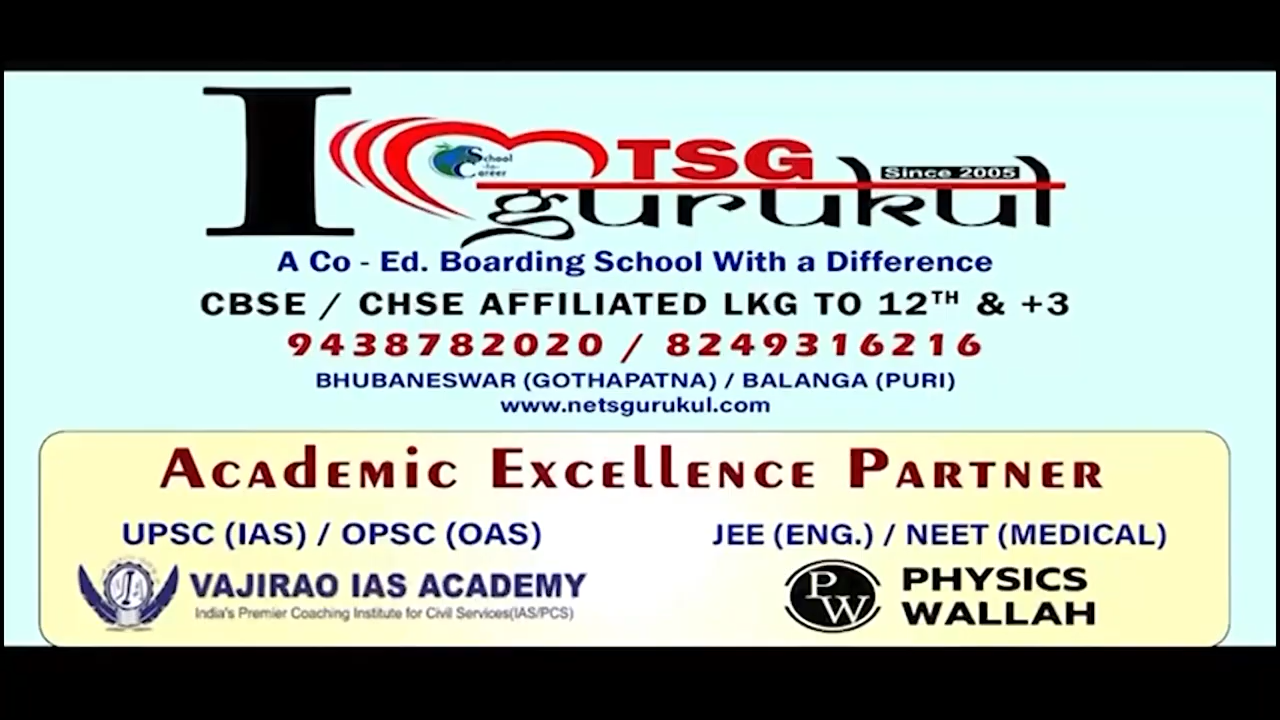 I TSG
School
to
Career
gurukul Since 2005
A Co - Ed. Boarding School With a Difference
CBSE / CHSE AFFILIATED LKG TO 12TH & +3
9438782020 / 8249316216
BHUBANESWAR (GOTHAPATNA) / BALANGA (PURI)
www.netsgurukul.com
ACADEMIC EXCELLENCE PARTNER
UPSC (IAS) / OPSC (OAS)
VAJIRAO IAS ACADEMY
India's Premier Coaching Institute for Civil Services(IAS/PCS)
JEE (ENG.) / NEET (MEDICAL)
PW PHYSICS
WALLAH